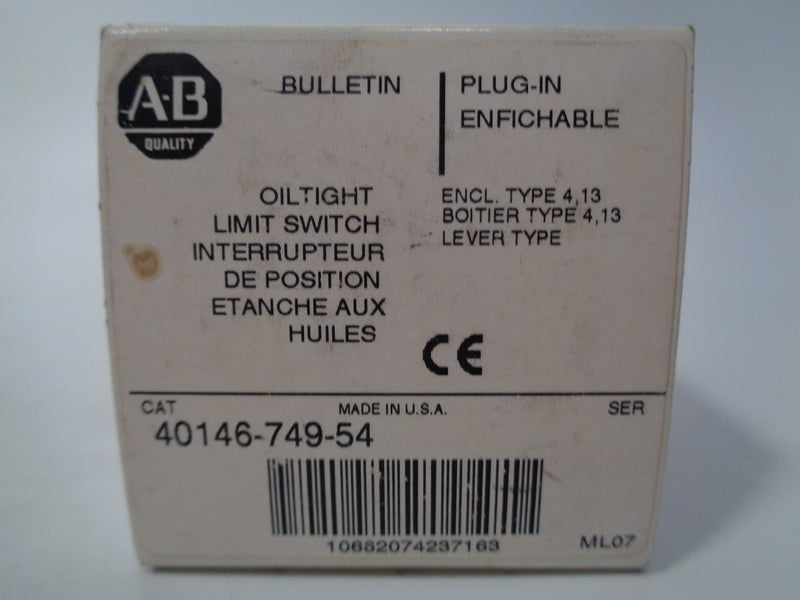 A-B
QUALITY
BULLETIN
PLUG-IN
ENFICHABLE
OILTIGHT
LIMIT SWITCH
INTERRUPTEUR
DE POSITION
ETANCHE AUX
HUILES
ENCL. TYPE 4,13
BOITIER TYPE 4,13
LEVER TYPE
CE
CAT
MADE IN U.S.A.
SER
40146-749-54
10682074237163
ML07